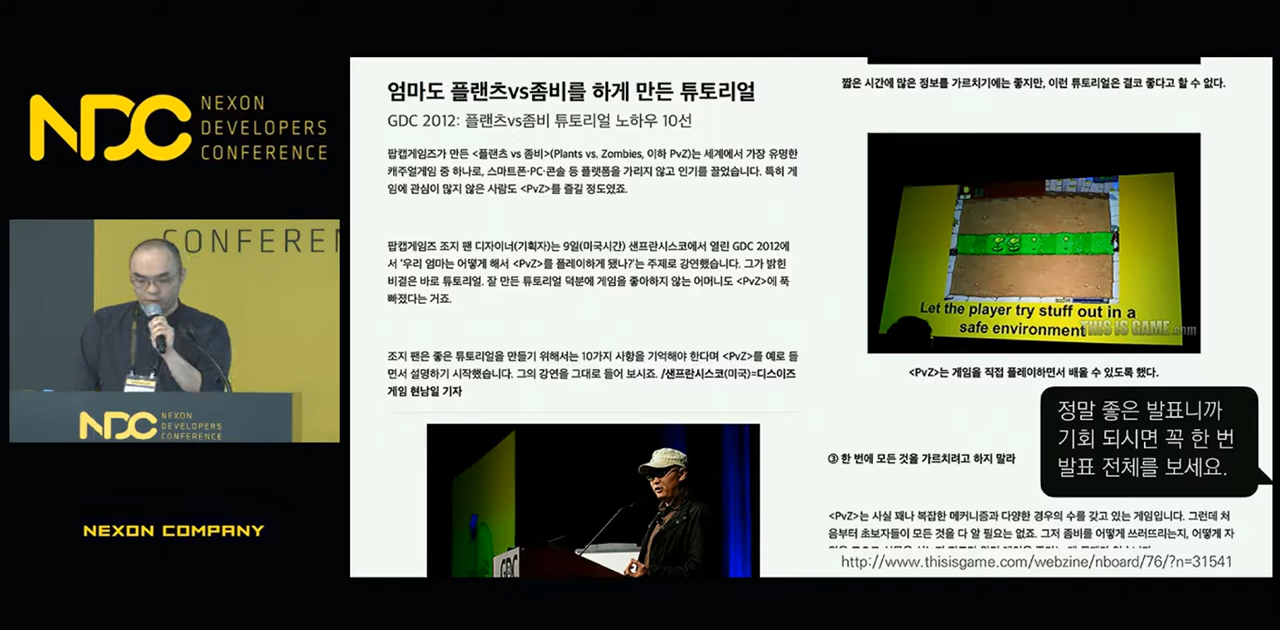 NDC
NEXON
DEVELOPERS
CONFERENCE
CONFEREN
NDC
NEXON
DEVELOPERS
CONFERENCE
NEXON COMPANY
엄마도 플랜츠vs좀비를 하게 만든 튜토리얼
GDC 2012: 플랜츠vs좀비 튜토리얼 노하우 10선
팝캡게임즈가 만든 <플랜츠 vs 좀비>(Plants vs. Zombies, 이하 PvZ)는 세계에서 가장 유명한
캐주얼게임 중 하나로, 스마트폰·PC·콘솔 등 플랫폼을 가리지 않고 인기를 끌었습니다. 특히 게
임에 관심이 많지 않은 사람도 <PvZ>를 즐길 정도였죠.
팝캡게임즈 조지 팬 디자이너(기획자)는 9일(미국시간) 샌프란시스코에서 열린 GDC 2012에
서 '우리 엄마는 어떻게 해서 <PvZ>를 플레이하게 됐나?'는 주제로 강연했습니다. 그가 밝힌
비결은 바로 튜토리얼. 잘 만든 튜토리얼 덕분에 게임을 좋아하지 않는 어머니도 <PvZ>에 푹
빠졌다는 거죠.
조지 팬은 좋은 튜토리얼을 만들기 위해서는 10가지 사항을 기억해야 한다며 <PvZ>를 예로 들
면서 설명하기 시작했습니다. 그의 강연을 그대로 들어 보시죠. /샌프란시스코(미국)=디스이즈
게임 현남일 기자
GDC
짧은 시간에 많은 정보를 가르치기에는 좋지만, 이런 튜토리얼은 결코 좋다고 할 수 없다.
Let the player try stuff out in a
safe environment
THIS IS GAME.com
<PvZ>는 게임을 직접 플레이하면서 배울 수 있도록 했다.
정말 좋은 발표니까
기회 되시면 꼭 한 번
발표 전체를 보세요.
③ 한 번에 모든 것을 가르치려고 하지 말라
<PvZ>는 사실 꽤나 복잡한 메커니즘과 다양한 경우의 수를 갖고 있는 게임입니다. 그런데 처
음부터 초보자들이 모든 것을 다 알 필요는 없죠. 그저 좀비를 어떻게 쓰러뜨리는지, 어떻게 자
http://www.thisisgame.com/webzine/nboard/76/?n=31541